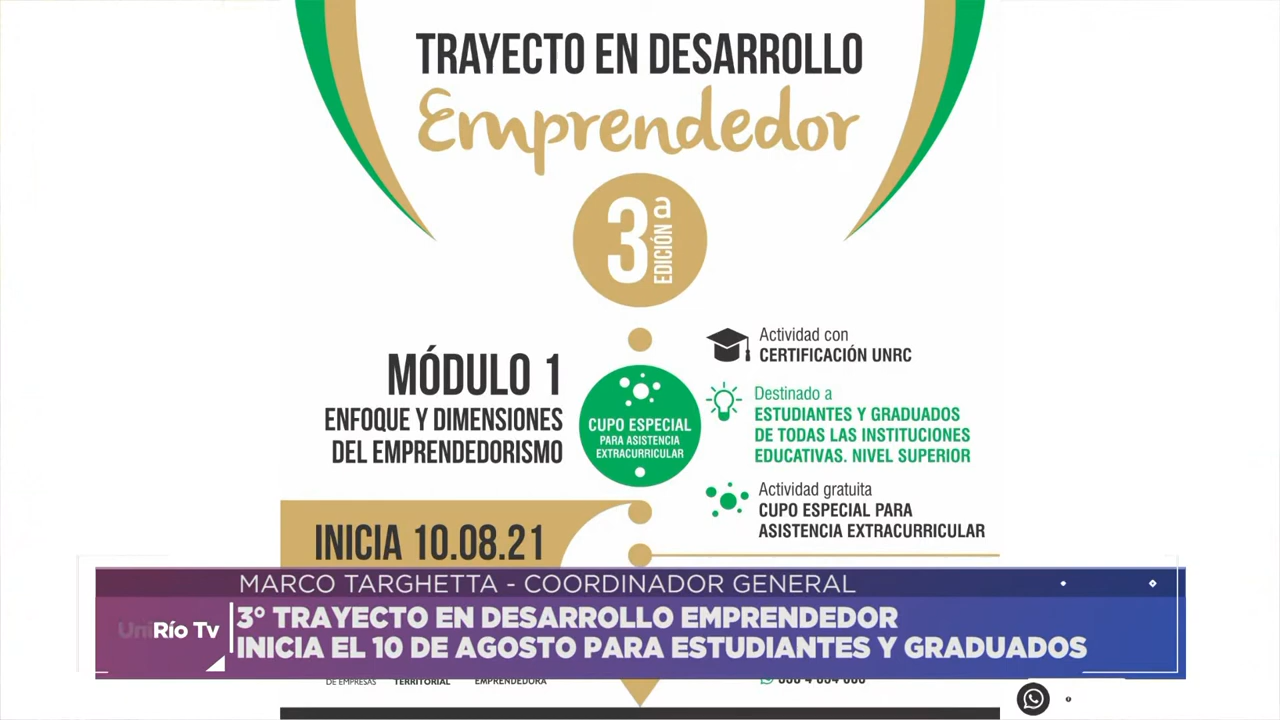 TRAYECTO EN DESARROLLO
Emprendedor
3a
EDICIÓN
MÓDULO 1
ENFOQUE Y DIMENSIONES
DEL EMPRENDEDORISMO
CUPO ESPECIAL
PARA ASISTENCIA
EXTRACURRICULAR
Actividad con
CERTIFICACIÓN UNRC
Destinado a
ESTUDIANTES Y GRADUADOS
DE TODAS LAS INSTITUCIONES
EDUCATIVAS. NIVEL SUPERIOR
Actividad gratuita
CUPO ESPECIAL PARA
ASISTENCIA EXTRACURRICULAR
INICIA 10.08.21
MARCO TARGHETTA - COORDINADOR GENERAL
Río Tv
3° TRAYECTO EN DESARROLLO EMPRENDEDOR
INICIA EL 10 DE AGOSTO PARA ESTUDIANTES Y GRADUADOS
DE EMPRESAS
TERRITORIAL
EMPRENDEDORA